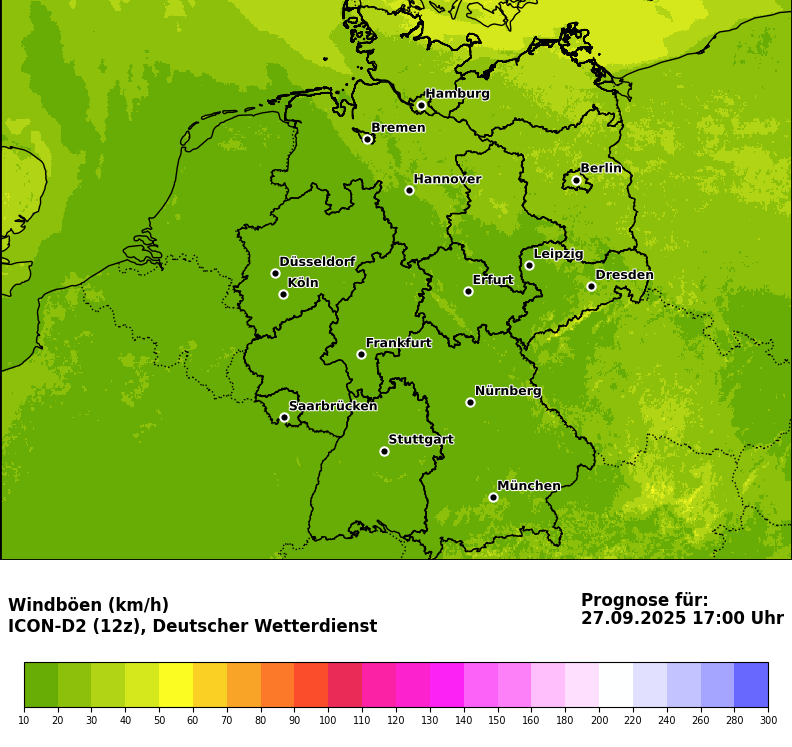 Hamburg
Bremen
Berlin
Hannover
Düsseldorf
Leipzig
Köln
Erfurt
Dresden
Frankfurt
Nürnberg
Saarbrücken
Stuttgart
München
Windböen (km/h)
ICON-D2 (12z), Deutscher Wetterdienst
Prognose für:
27.09.2025 17:00 Uhr
10 20 30 40 50 60 70 80 90 100 110 120 130 140 150 160 180 200 220 240 260 280 300